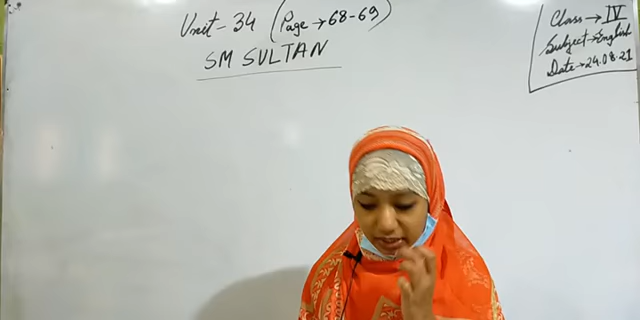 Unit - 34 (Page → 68-69)
SM SULTAN
Class → IV
Subject → English
Date → 24.08.21